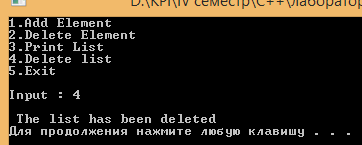 D:\KPI\IV семестр\C++\лаборатор
1.Add Element
2.Delete Element
3.Print List
4.Delete list
5.Exit
Input : 4
The list has been deleted
Для продолжения нажмите любую клавишу . . .